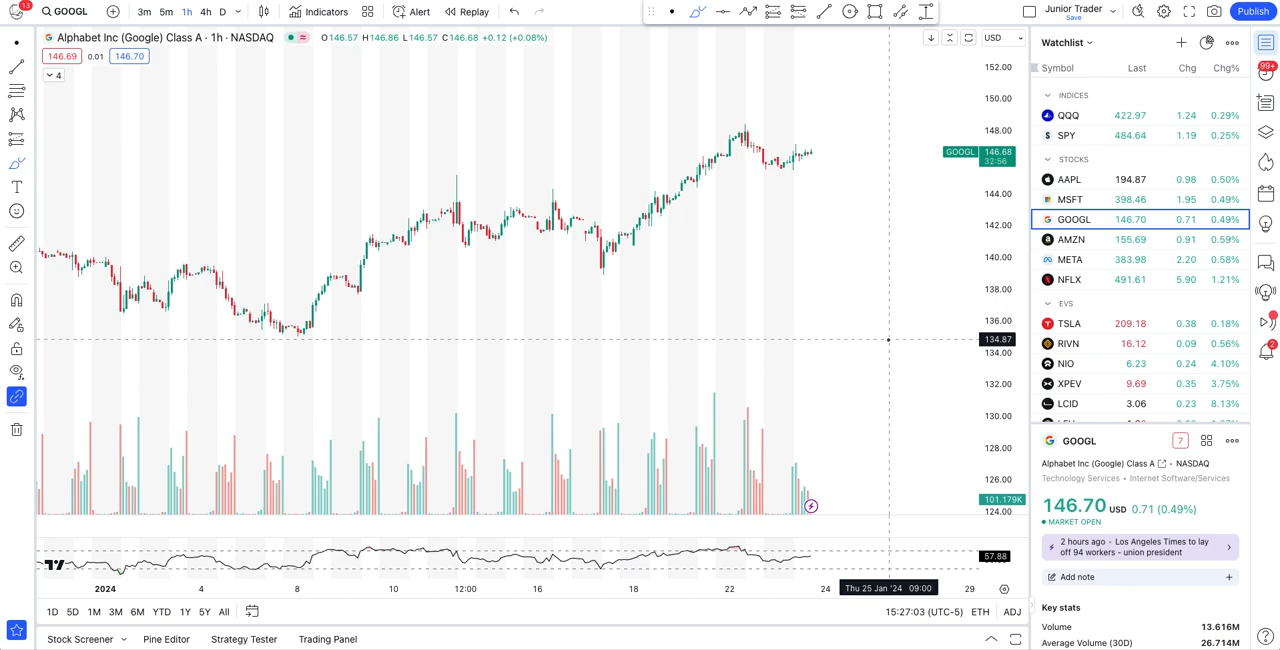 13
GOOGL
3m 5m 1h 4h D
Indicators
Alert
Replay
Junior Trader
Save
Publish
Alphabet Inc (Google) Class A · 1h · NASDAQ
O146.57 H146.86 L146.57 C146.68 +0.12 (+0.08%)
146.69 0.01 146.70
4
USD
152.00
150.00
148.00
GOOGL 146.68
32:56
144.00
142.00
140.00
138.00
136.00
134.87
134.00
132.00
130.00
128.00
126.00
101.179K
124.00
57.88
2024 4 8 10 12:00 16 18 22 24 Thu 25 Jan '24 09:00 29
1D 5D 1M 3M 6M YTD 1Y 5Y All
15:27:03 (UTC-5) ETH ADJ
Stock Screener Pine Editor Strategy Tester Trading Panel
Watchlist
Symbol Last Chg Chg%
INDICES
QQQ 422.97 1.24 0.29%
SPY 484.64 1.19 0.25%
STOCKS
AAPL 194.87 0.98 0.50%
MSFT 398.46 1.95 0.49%
GOOGL 146.70 0.71 0.49%
AMZN 155.69 0.91 0.59%
META 383.98 2.20 0.58%
NFLX 491.61 5.90 1.21%
EVS
TSLA 209.18 0.38 0.18%
RIVN 16.12 0.09 0.56%
NIO 6.23 0.24 4.10%
XPEV 9.69 0.35 3.75%
LCID 3.06 0.23 8.13%
GOOGL
7
Alphabet Inc (Google) Class A · NASDAQ
Technology Services • Internet Software/Services
146.70 USD 0.71 (0.49%)
MARKET OPEN
2 hours ago · Los Angeles Times to lay
off 94 workers - union president
Add note
Key stats
Volume 13.616M
Average Volume (30D) 26.714M
99+
2